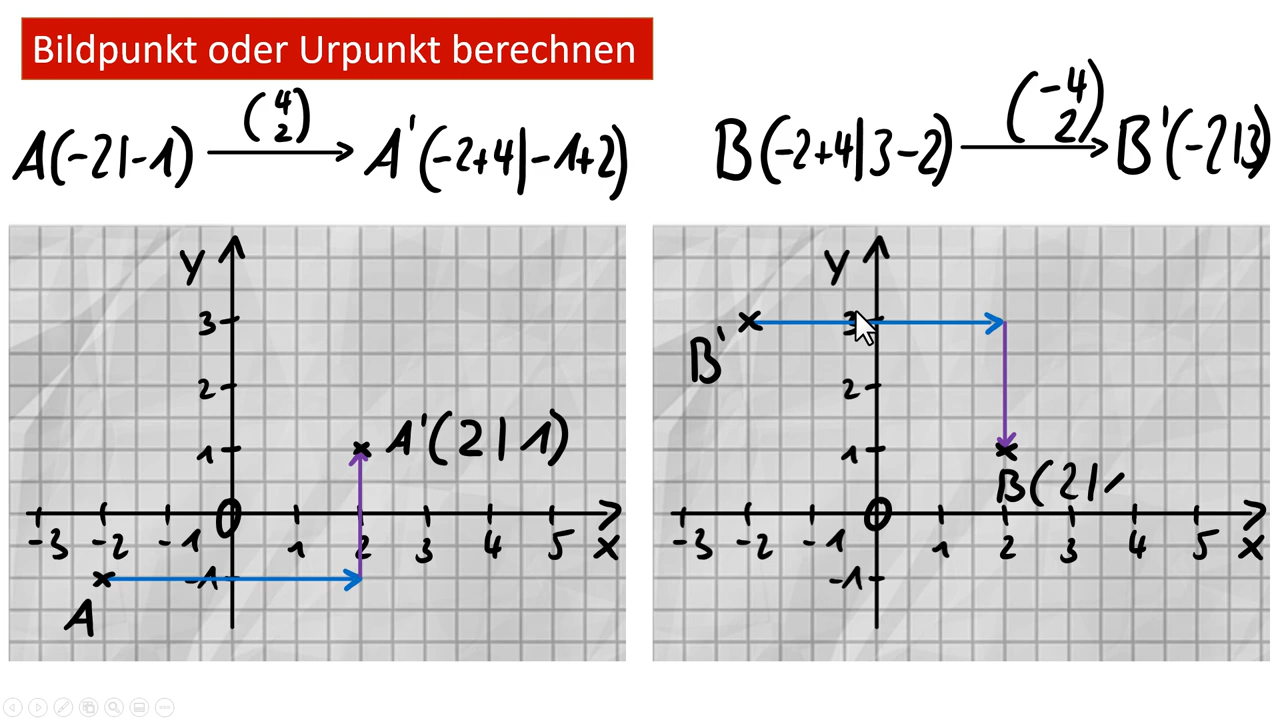 Bildpunkt oder Urpunkt berechnen
A(-2|-1) (4 2) A'(-2+4|-1+2)
B(-2+4|3-2) (-4 2) B'(-2|3)
y
3
2
1
A'(2|1)
0
-3 -2 -1 1 2 3 4 5 x
-1
A
y
B'
3
2
1
B(2|
0
-3 -2 -1 1 2 3 4 5 x
-1